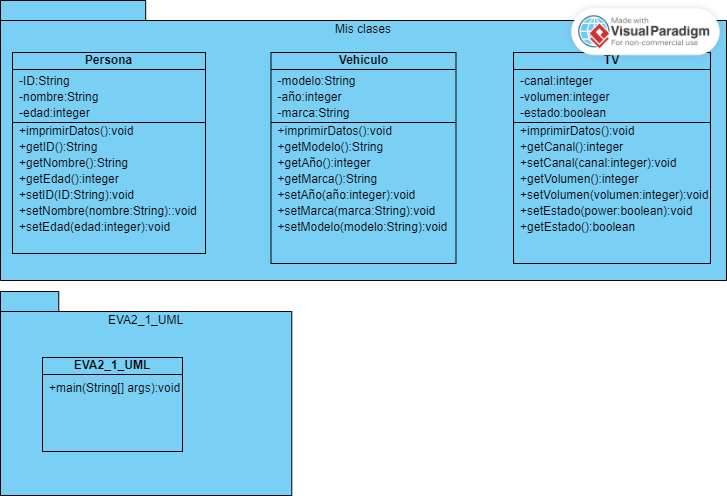 Mis clases
Made with
Visual Paradigm
For non-commercial use
Persona
-ID:String
-nombre:String
-edad:integer
+imprimirDatos():void
+getID():String
+getNombre():String
+getEdad():integer
+setID(ID:String):void
+setNombre(nombre:String)::void
+setEdad(edad:integer):void
Vehiculo
-modelo:String
-año:integer
-marca:String
+imprimirDatos():void
+getModelo():String
+getAño():integer
+getMarca():String
+setAño(año:integer):void
+setMarca(marca:String):void
+setModelo(modelo:String):void
TV
-canal:integer
-volumen:integer
-estado:boolean
+imprimirDatos():void
+getCanal():integer
+setCanal(canal:integer):void
+getVolumen():integer
+setVolumen(volumen:integer):void
+setEstado(power:boolean):void
+getEstado():boolean
EVA2_1_UML
EVA2_1_UML
+main(String[] args):void